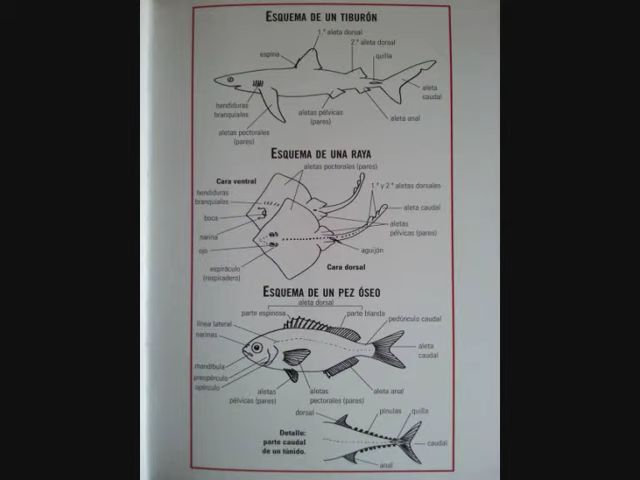 ESQUEMA DE UN TIBURÓN
1.ª aleta dorsal
2.ª aleta dorsal
espina
quilla
hendiduras
branquiales
aleta
caudal
aletas pélvicas
(pares)
aleta anal
aletas pectorales
(pares)
ESQUEMA DE UNA RAYA
aletas pectorales (pares)
Cara ventral
1.ª y 2.ª aletas dorsales
hendiduras
branquiales
aleta caudal
boca
aletas
pélvicas (pares)
narina
ojo
aguijón
espiráculo
(respiradero)
Cara dorsal
ESQUEMA DE UN PEZ ÓSEO
aleta dorsal
parte espinosa
parte blanda
línea lateral
pedúnculo caudal
narinas
aleta
caudal
mandíbula
preopérculo
opérculo
aletas
pélvicas (pares)
aletas
pectorales (pares)
aleta anal
dorsal
pínulas
quilla
Detalle:
parte caudal
de un túnido.
caudal
anal